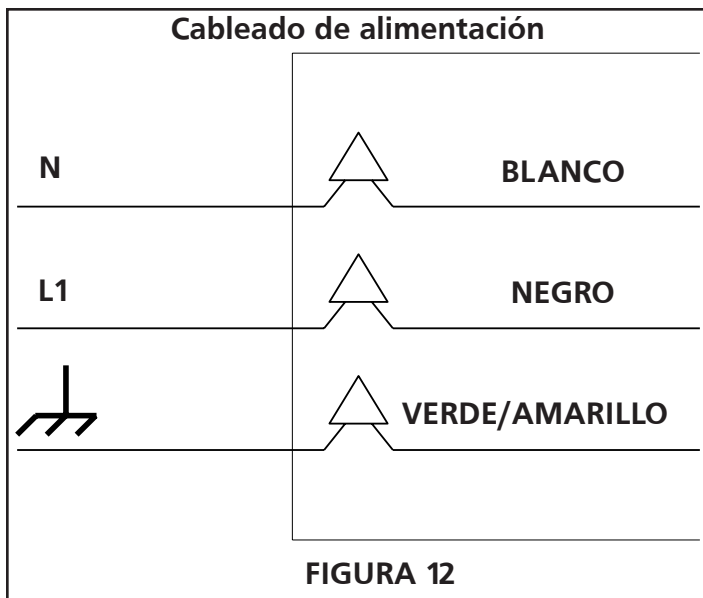 Cableado de alimentación
N
BLANCO
L1
NEGRO
VERDE/AMARILLO
FIGURA 12